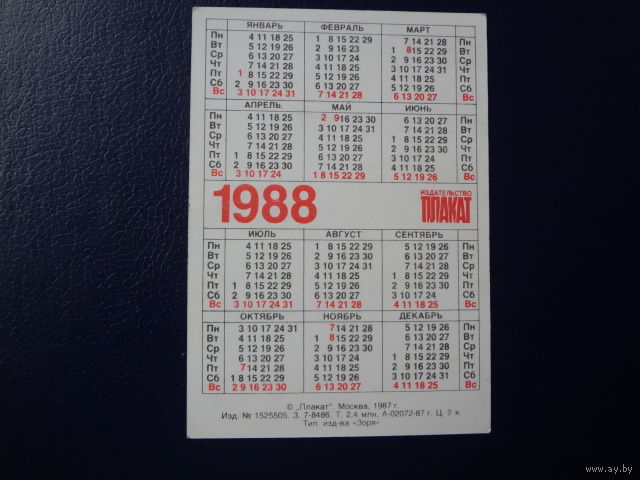 ЯНВАРЬ ФЕВРАЛЬ МАРТ
Пн 4 11 18 25 1 8 15 22 29 7 14 21 28 Пн
Вт 5 12 19 26 2 9 16 23 1 8 15 22 29 Вт
Ср 6 13 20 27 3 10 17 24 2 9 16 23 30 Ср
Чт 7 14 21 28 4 11 18 25 3 10 17 24 31 Чт
Пт 1 8 15 22 29 5 12 19 26 4 11 18 25 Пт
Сб 2 9 16 23 30 6 13 20 27 5 12 19 26 Сб
Вс 3 10 17 24 31 7 14 21 28 6 13 20 27 Вс
АПРЕЛЬ МАЙ ИЮНЬ
Пн 4 11 18 25 2 9 16 23 30 6 13 20 27 Пн
Вт 5 12 19 26 3 10 17 24 31 7 14 21 28 Вт
Ср 6 13 20 27 4 11 18 25 1 8 15 22 29 Ср
Чт 7 14 21 28 5 12 19 26 2 9 16 23 30 Чт
Пт 1 8 15 22 29 6 13 20 27 3 10 17 24 Пт
Сб 2 9 16 23 30 7 14 21 28 4 11 18 25 Сб
Вс 3 10 17 24 1 8 15 22 29 5 12 19 26 Вс
1988 ИЗДАТЕЛЬСТВО
ПЛАКАТ
ИЮЛЬ АВГУСТ СЕНТЯБРЬ
Пн 4 11 18 25 1 8 15 22 29 5 12 19 26 Пн
Вт 5 12 19 26 2 9 16 23 30 6 13 20 27 Вт
Ср 6 13 20 27 3 10 17 24 31 7 14 21 28 Ср
Чт 7 14 21 28 4 11 18 25 1 8 15 22 29 Чт
Пт 1 8 15 22 29 5 12 19 26 2 9 16 23 30 Пт
Сб 2 9 16 23 30 6 13 20 27 3 10 17 24 Сб
Вс 3 10 17 24 31 7 14 21 28 4 11 18 25 Вс
ОКТЯБРЬ НОЯБРЬ ДЕКАБРЬ
Пн 3 10 17 24 31 7 14 21 28 5 12 19 26 Пн
Вт 4 11 18 25 1 8 15 22 29 6 13 20 27 Вт
Ср 5 12 19 26 2 9 16 23 30 7 14 21 28 Ср
Чт 6 13 20 27 3 10 17 24 1 8 15 22 29 Чт
Пт 7 14 21 28 4 11 18 25 2 9 16 23 30 Пт
Сб 1 8 15 22 29 5 12 19 26 3 10 17 24 31 Сб
Вс 2 9 16 23 30 6 13 20 27 4 11 18 25 Вс
© „Плакат". Москва, 1987 г.
Изд. № 1525505. З. 7-8486. Т. 2,4 млн. А-02072-87 г. Ц. 2 к.
Тип. изд-ва «Зоря»
www.ay.by